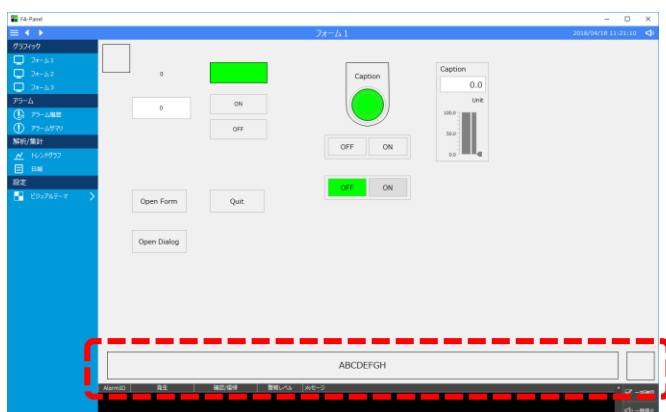 FA-Panel
フォーム1
2018/04/18 11:21:10
グラフィック
フォーム1
フォーム2
フォーム3
アラーム
アラーム履歴
アラームサマリ
解析/集計
トレンドグラフ
日報
設定
ビジュアルテーマ
0
0
ON
OFF
Caption
OFF ON
OFF ON
Caption
0.0
Unit
100.0
50.0
0.0
Open Form
Quit
Open Dialog
ABCDEFGH
AlarmID 発生 確認/復帰 警報レベル メッセージ